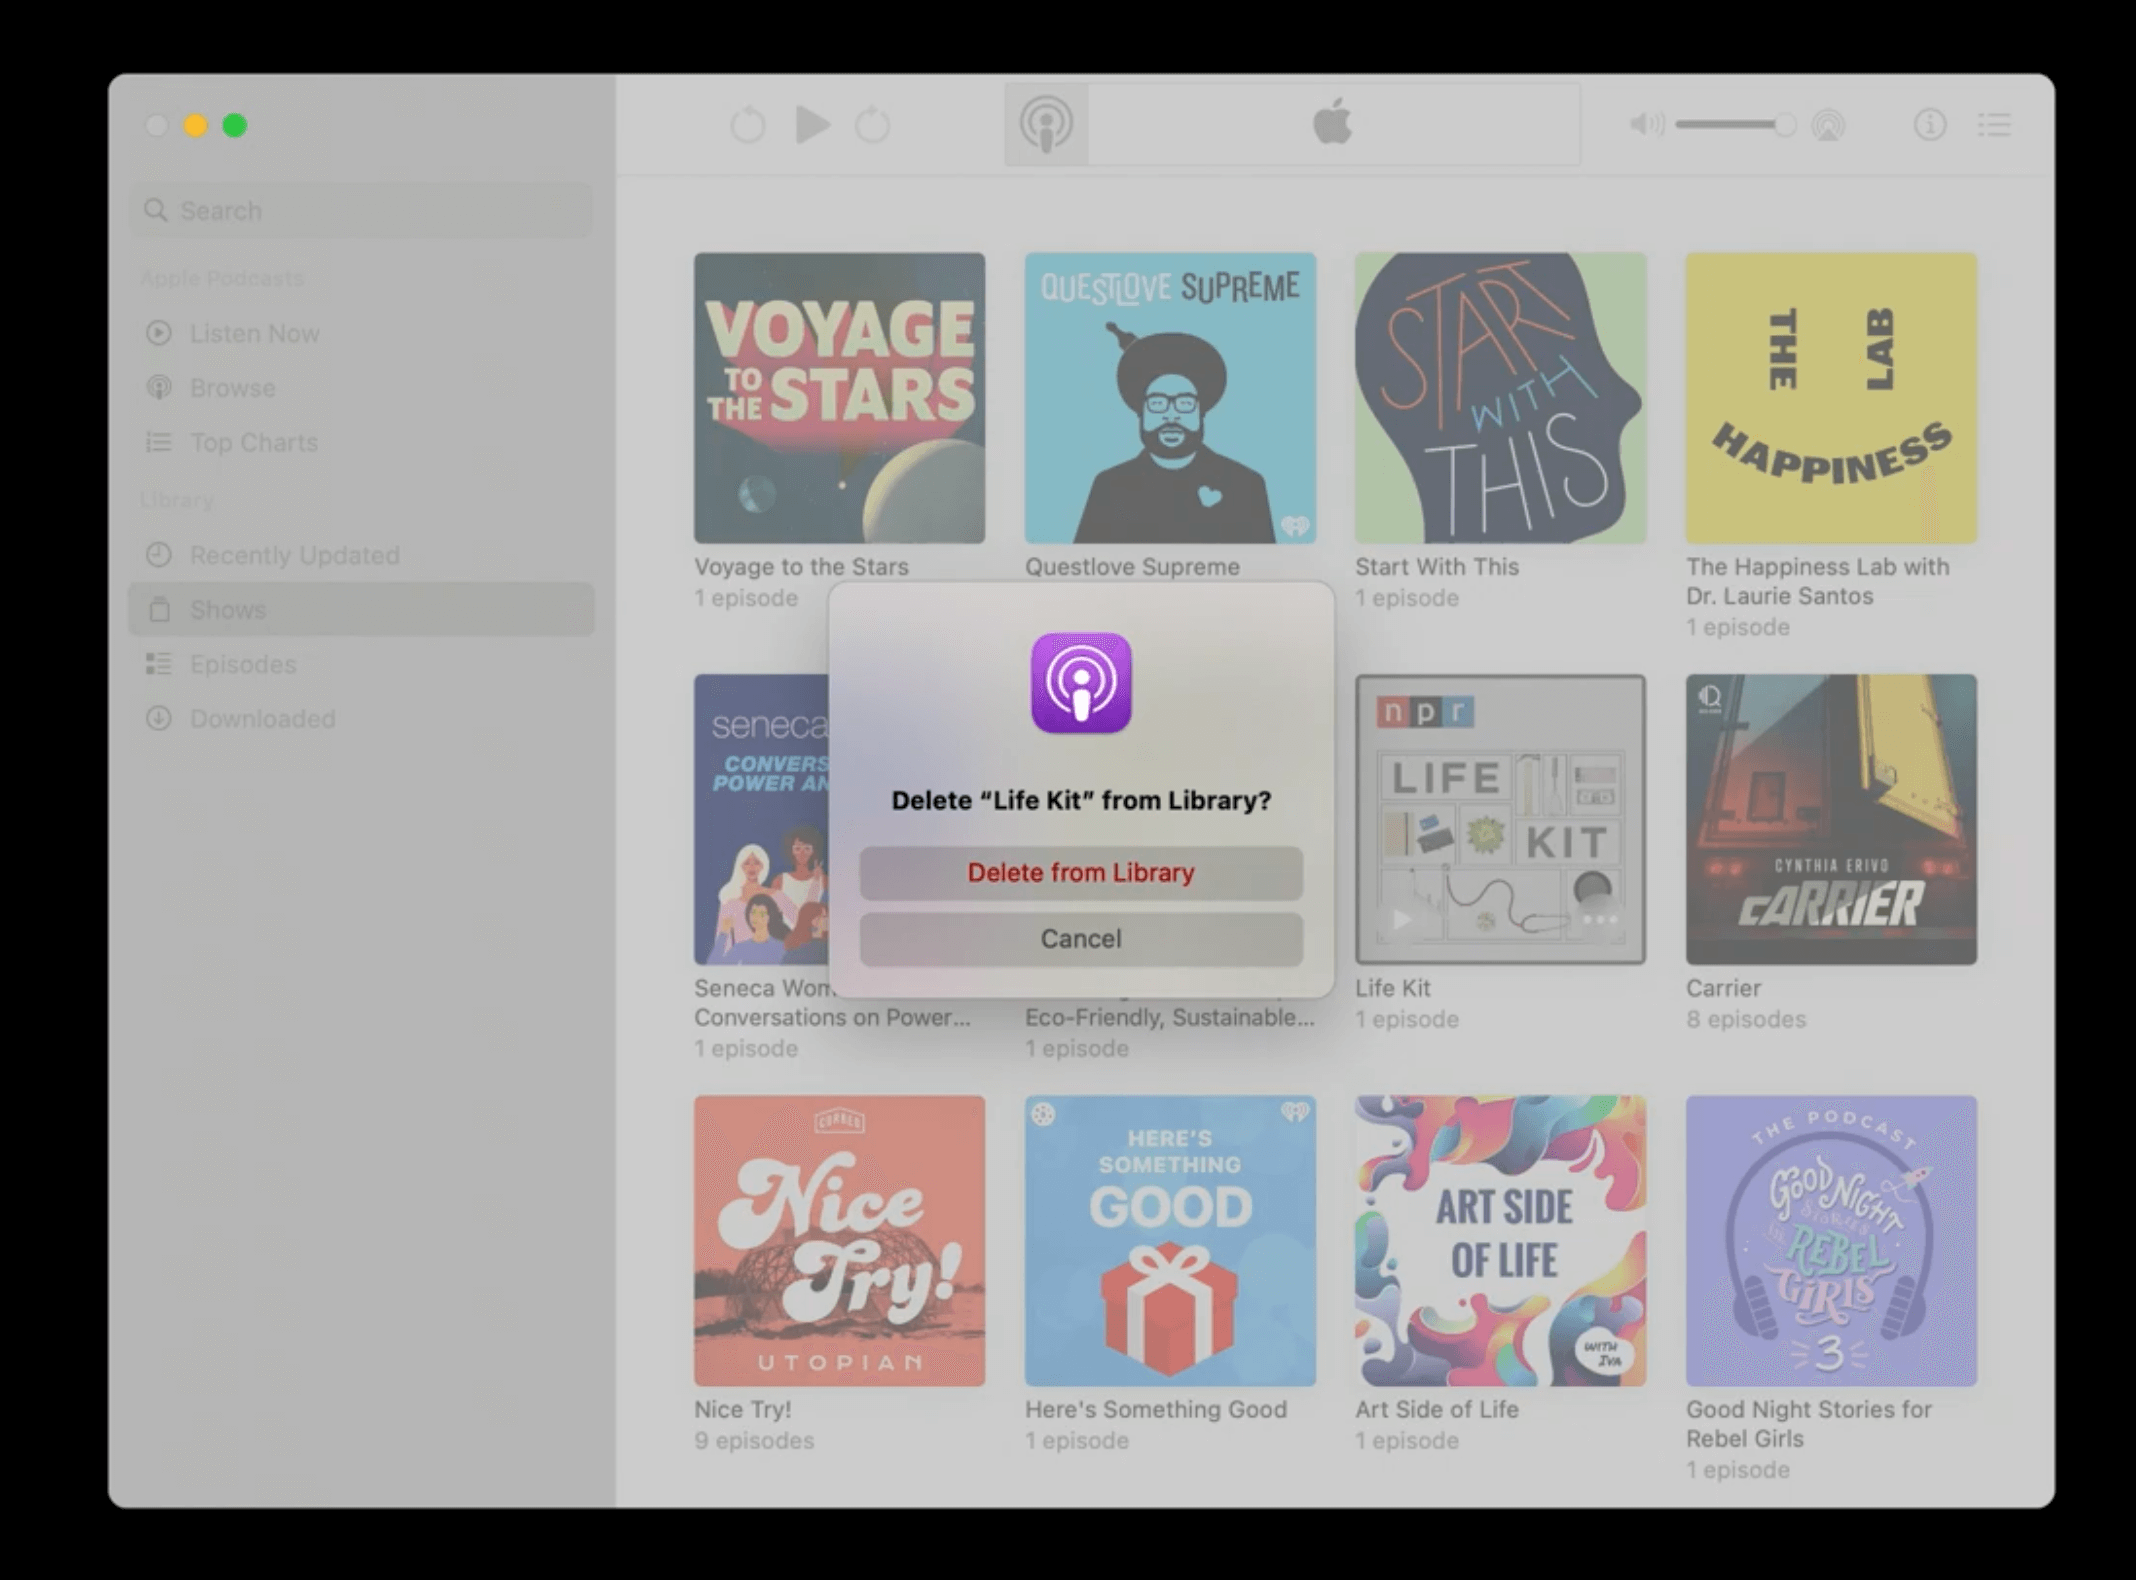 Search
Apple Podcasts
Listen Now
Browse
Top Charts
Library
Recently Updated
Shows
Episodes
Downloaded
VOYAGE
TO
THE STARS
Voyage to the Stars
1 episode
QUESTLOVE SUPREME
Questlove Supreme
START
WITH
THIS
Start With This
1 episode
THE LAB
HAPPINESS
The Happiness Lab with
Dr. Laurie Santos
1 episode
seneca
CONVERS
POWER AN
Seneca Wom
Conversations on Power...
1 episode
Delete “Life Kit” from Library?
Delete from Library
Cancel
Eco-Friendly, Sustainable...
1 episode
npr
LIFE
KIT
Life Kit
1 episode
CYNTHIA ERIVO
CARRIER
Carrier
8 episodes
CURBED
Nice
Try!
UTOPIAN
Nice Try!
9 episodes
HERE'S
SOMETHING
GOOD
Here's Something Good
1 episode
ART SIDE
OF LIFE
WITH
IVA
Art Side of Life
1 episode
THE PODCAST
GOOD NIGHT
STORIES
for
REBEL
GIRLS
3
Good Night Stories for
Rebel Girls
1 episode